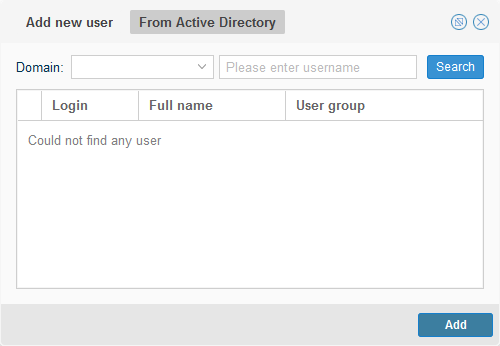 Add new user From Active Directory
Domain: Please enter username Search
Login Full name User group
Could not find any user
Add